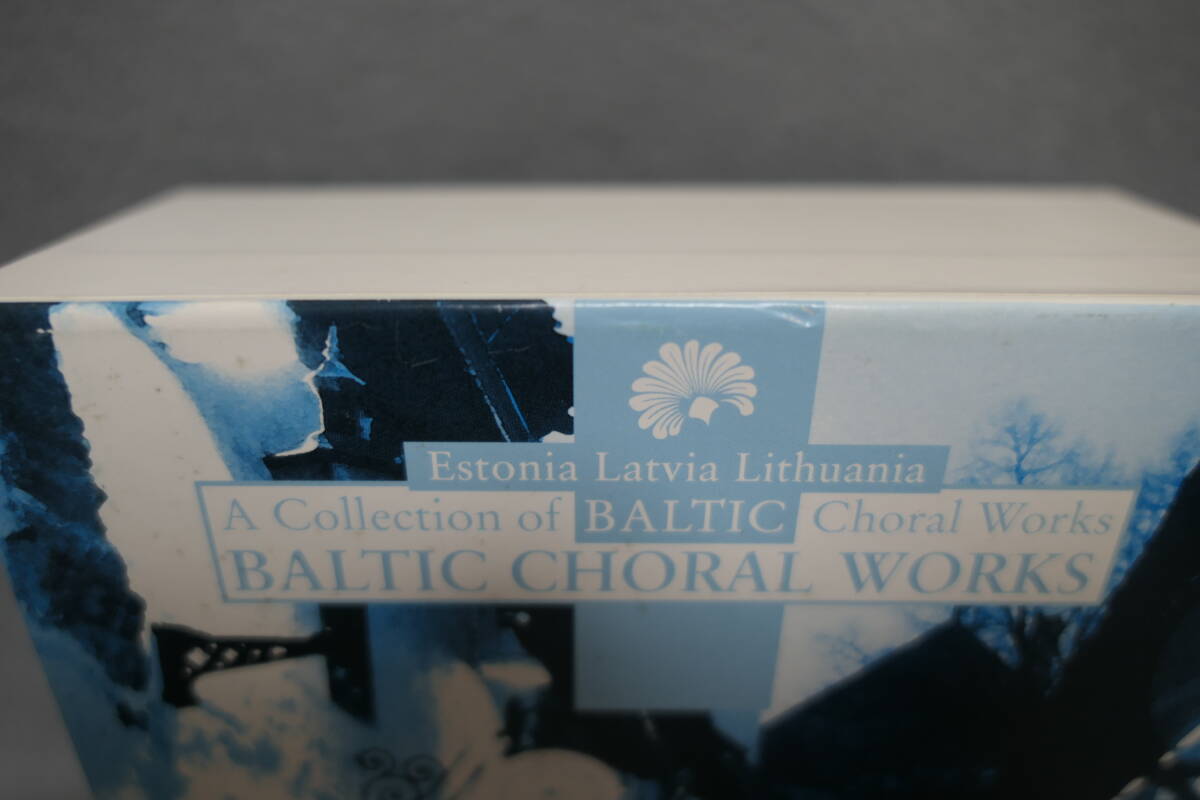 Estonia Latvia Lithuania
A Collection of BALTIC Choral Works
BALTIC CHORAL WORKS